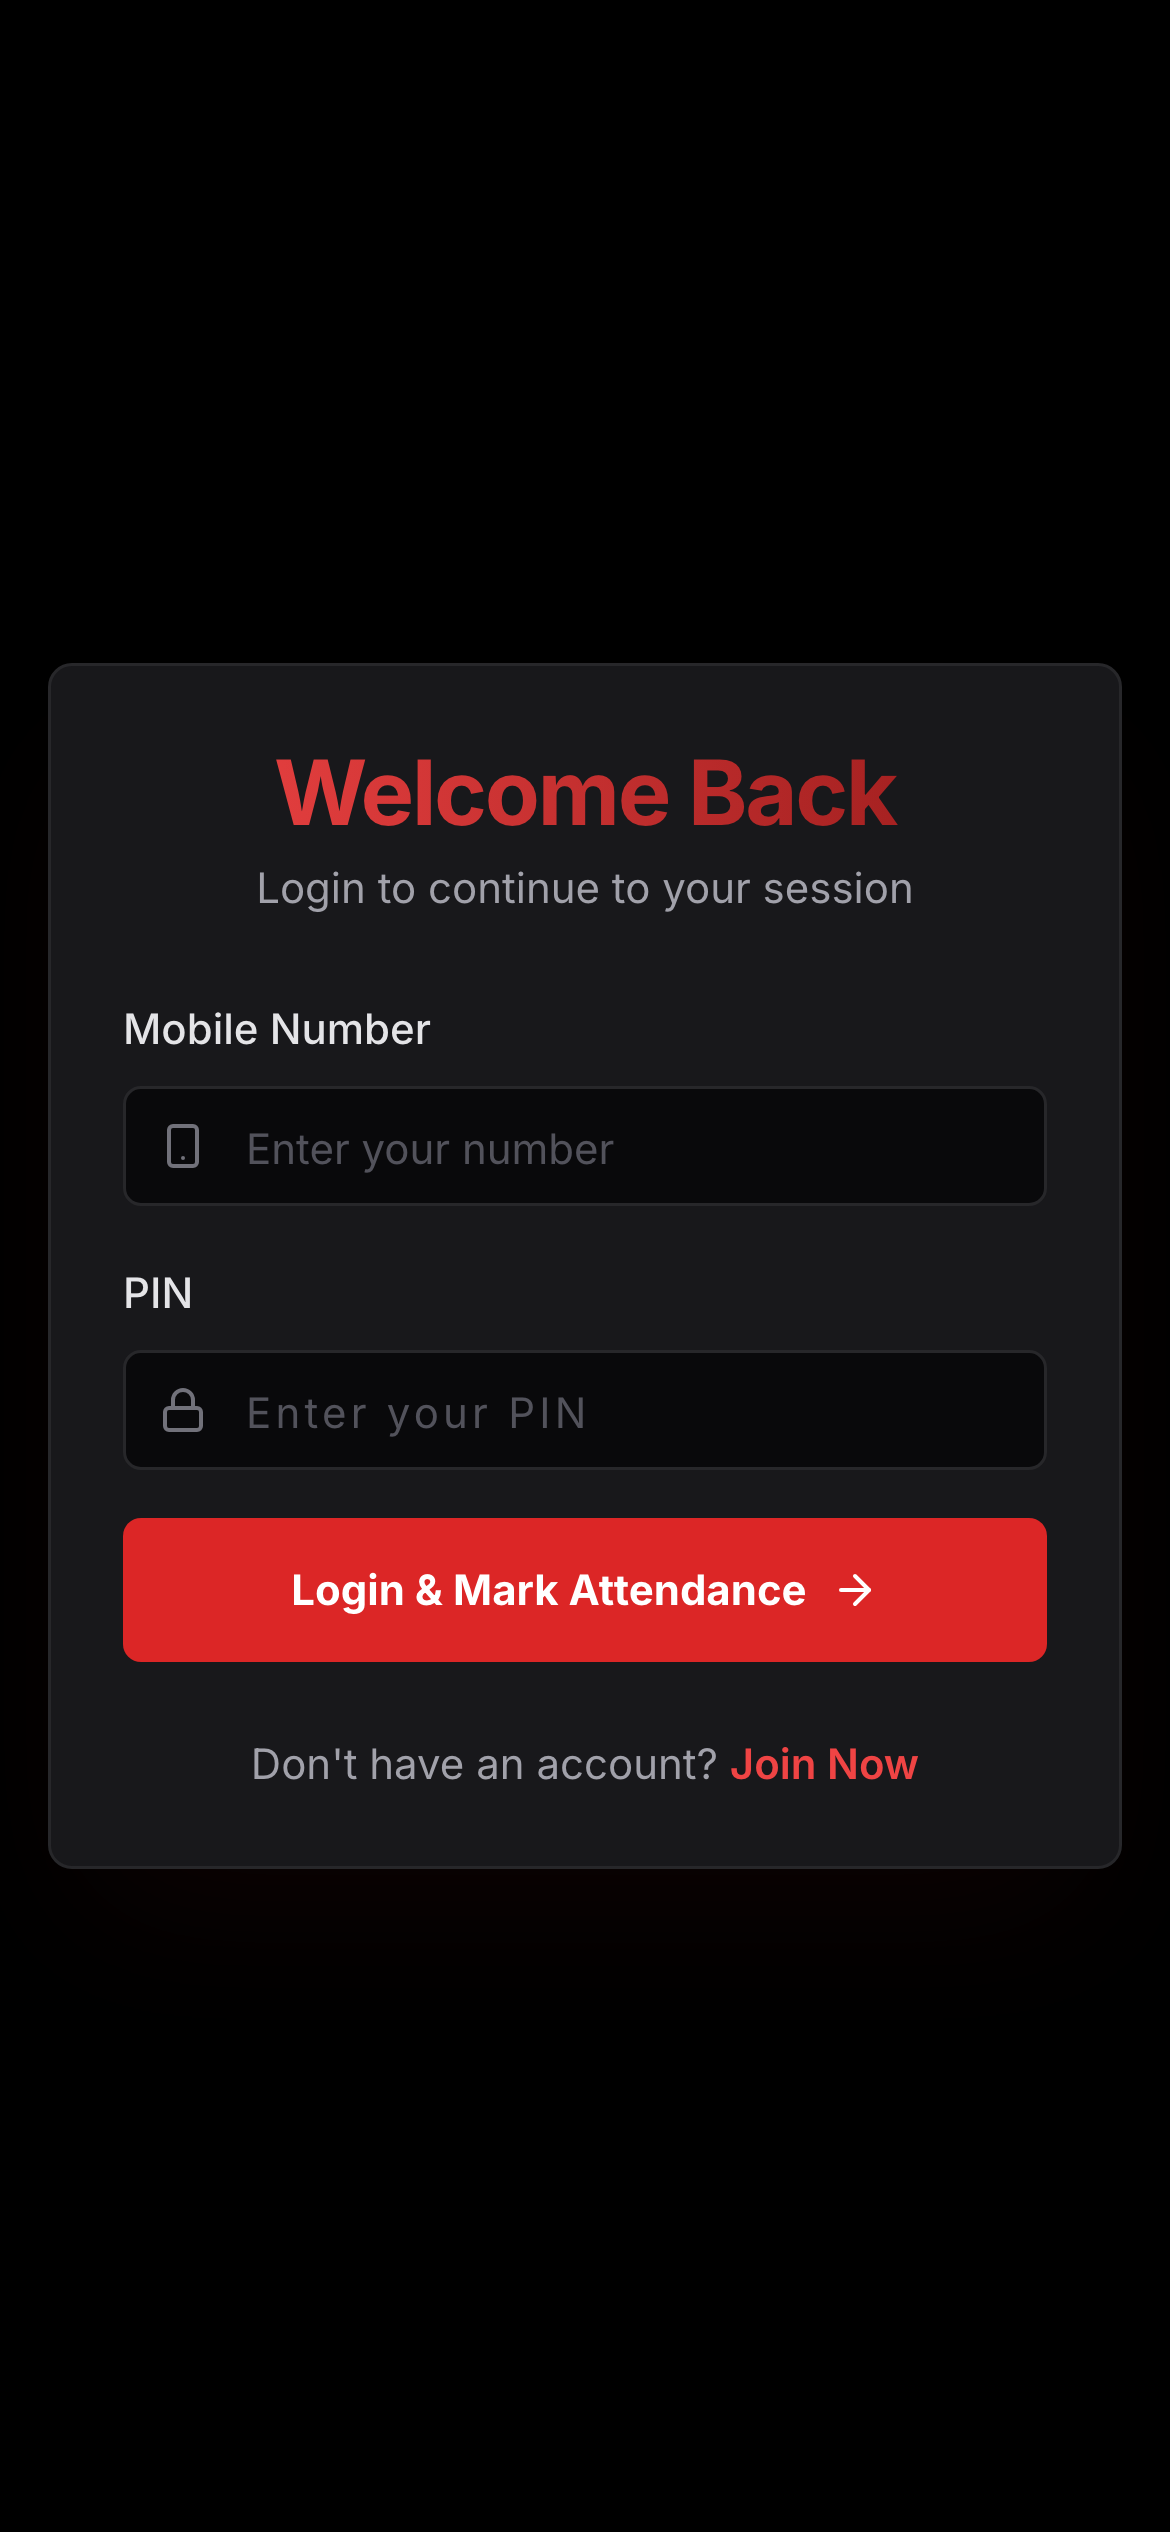 Welcome Back
Login to continue to your session
Mobile Number
Enter your number
PIN
Enter your PIN
Login & Mark Attendance
Don't have an account? Join Now